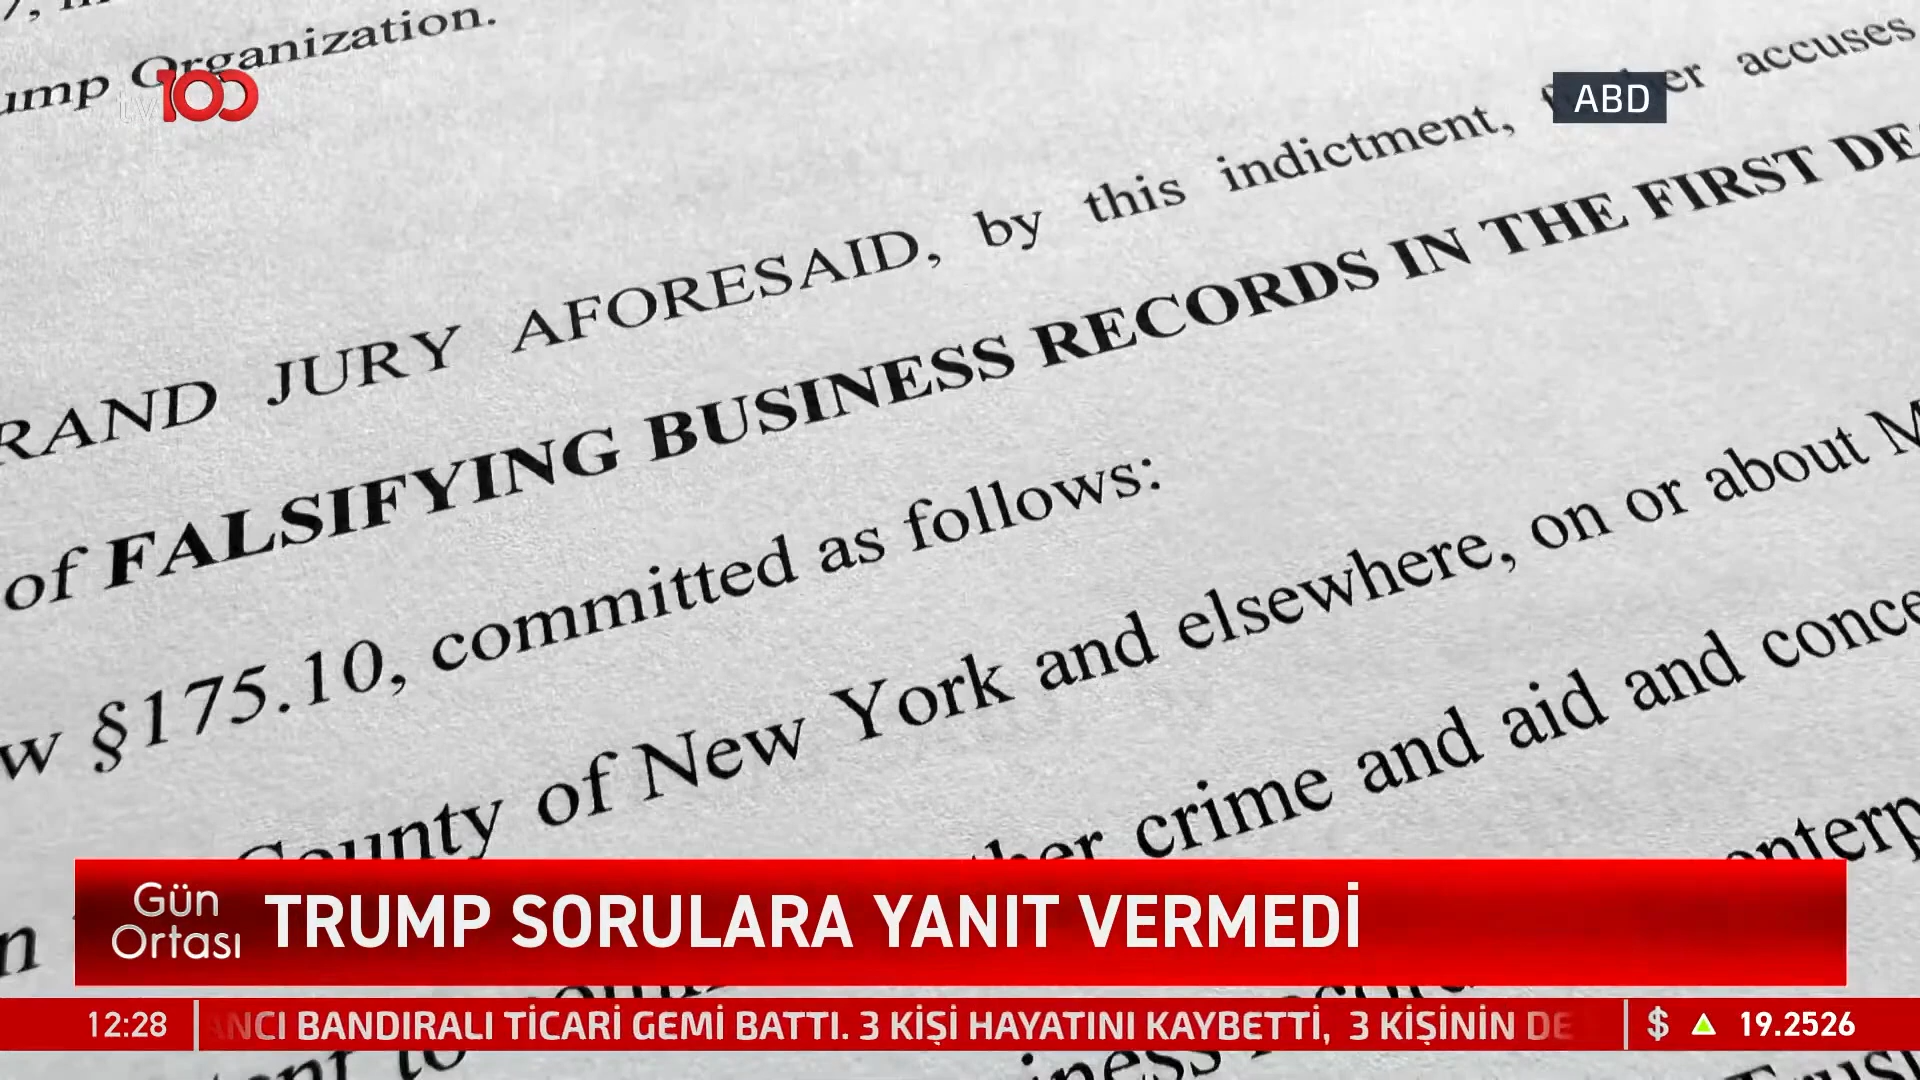 ump Organization.
tv100
ABD
RAND JURY AFORESAID, by this indictment, accuses
of FALSIFYING BUSINESS RECORDS IN THE FIRST DE
w §175.10, committed as follows:
County of New York and elsewhere, on or about M
her crime and aid and conce
enterp
Gün
Ortası
TRUMP SORULARA YANIT VERMEDİ
12:28
NCI BANDIRALI TİCARİ GEMİ BATTI. 3 KİŞİ HAYATINI KAYBETTİ, 3 KİŞİNİN DE
$ ▲ 19.2526